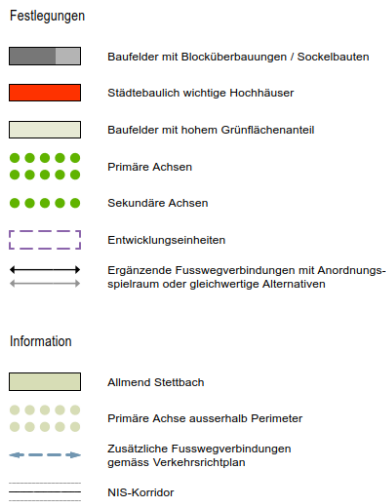 Festlegungen
Baufelder mit Blocküberbauungen / Sockelbauten
Städtebaulich wichtige Hochhäuser
Baufelder mit hohem Grünflächenanteil
Primäre Achsen
Sekundäre Achsen
Entwicklungseinheiten
Ergänzende Fusswegverbindungen mit Anordnungs-
spielraum oder gleichwertige Alternativen
Information
Allmend Stettbach
Primäre Achse ausserhalb Perimeter
Zusätzliche Fusswegverbindungen
gemäss Verkehrsrichtplan
NIS-Korridor